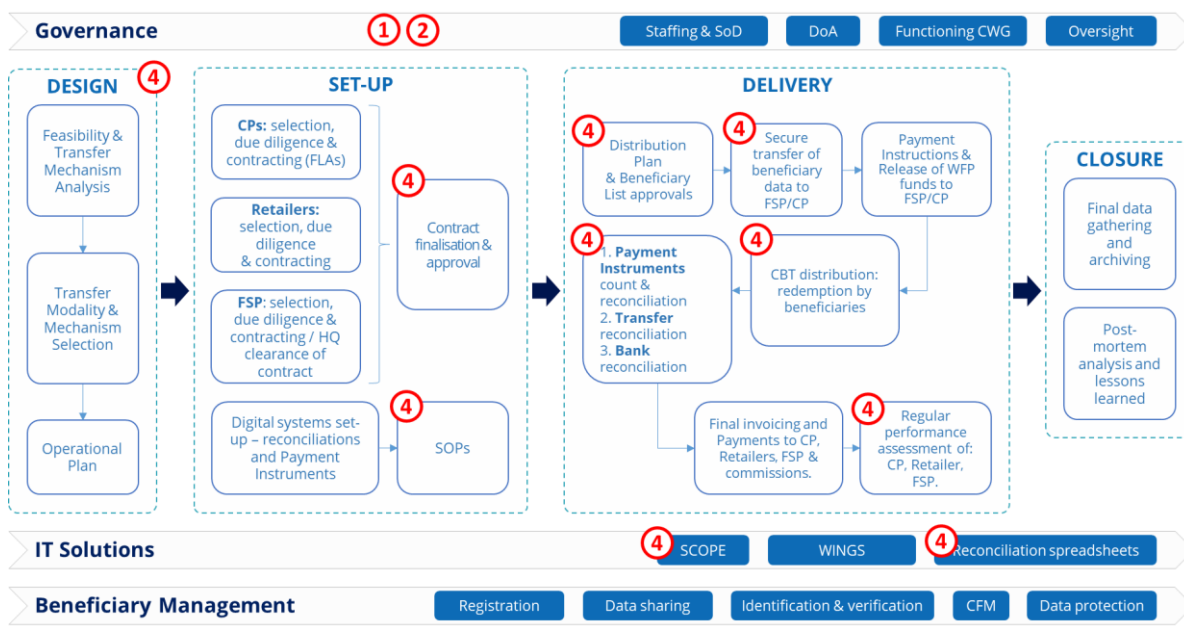 Governance
1
2
Staffing & SoD
DoA
Functioning CWG
Oversight
DESIGN
4
Feasibility &
Transfer
Mechanism
Analysis
Transfer
Modality &
Mechanism
Selection
Operational
Plan
SET-UP
CPs: selection,
due diligence &
contracting (FLAs)
Retailers:
selection, due
diligence
& contracting
FSP: selection,
due diligence &
contracting / HQ
clearance of
contract
4
Contract
finalisation &
approval
Digital systems set-
up – reconciliations
and Payment
Instruments
4
SOPs
DELIVERY
4
Distribution
Plan
& Beneficiary
List approvals
4
Secure
transfer of
beneficiary
data to
FSP/CP
Payment
Instructions &
Release of WFP
funds to
FSP/CP
4
1. Payment
Instruments
count &
reconciliation
2. Transfer
reconciliation
3. Bank
reconciliation
4
CBT distribution:
redemption by
beneficiaries
Final invoicing and
Payments to CP,
Retailers, FSP &
commissions.
4
Regular
performance
assessment of:
CP, Retailer,
FSP.
CLOSURE
Final data
gathering
and
archiving
Post-
mortem
analysis and
lessons
learned
IT Solutions
4
SCOPE
WINGS
4
Reconciliation spreadsheets
Beneficiary Management
Registration
Data sharing
Identification & verification
CFM
Data protection